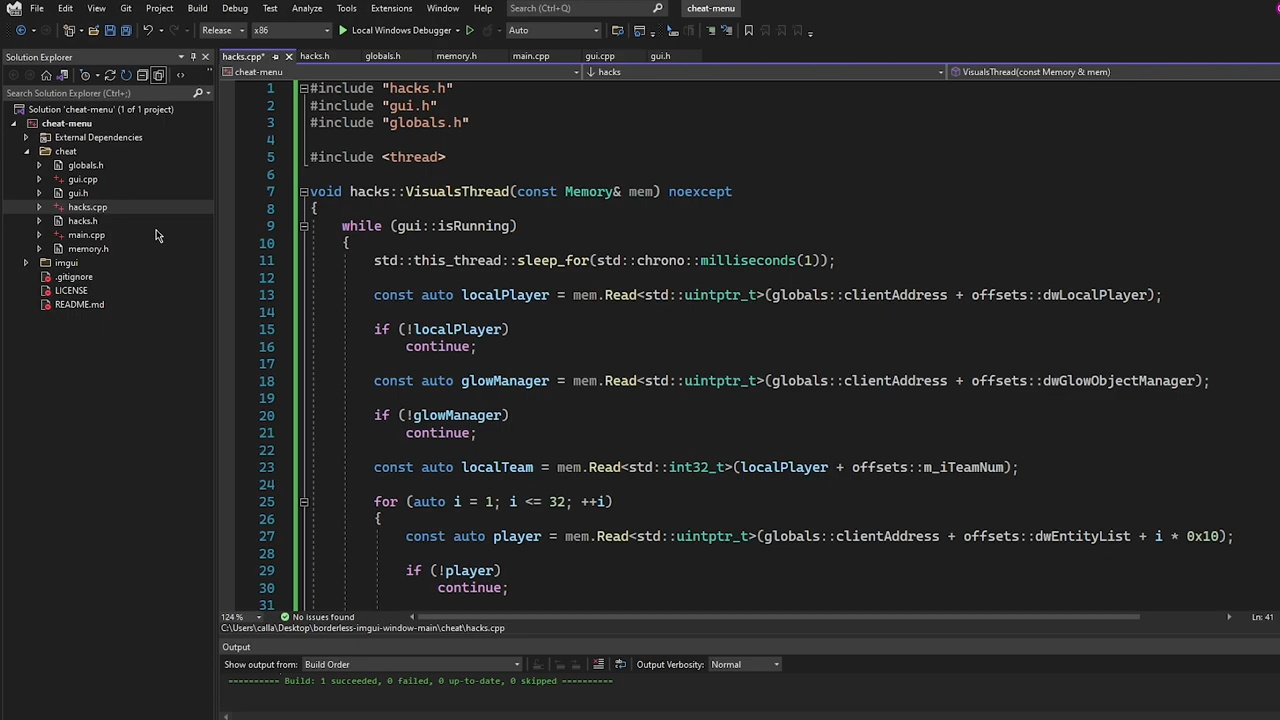 File Edit View Git Project Build Debug Test Analyze Tools Extensions Window Help Search (Ctrl+Q) cheat-menu
Release x86 Local Windows Debugger Auto
Solution Explorer
hacks.cpp* hacks.h globals.h memory.h main.cpp gui.cpp gui.h
cheat-menu hacks VisualsThread(const Memory & mem)
Search Solution Explorer (Ctrl+;)
Solution 'cheat-menu' (1 of 1 project)
cheat-menu
External Dependencies
cheat
globals.h
gui.cpp
gui.h
hacks.cpp
hacks.h
main.cpp
memory.h
imgui
.gitignore
LICENSE
README.md
1 #include "hacks.h"
2 #include "gui.h"
3 #include "globals.h"
4
5 #include <thread>
6
7 void hacks::VisualsThread(const Memory& mem) noexcept
8 {
9 while (gui::isRunning)
10 {
11 std::this_thread::sleep_for(std::chrono::milliseconds(1));
12
13 const auto localPlayer = mem.Read<std::uintptr_t>(globals::clientAddress + offsets::dwLocalPlayer);
14
15 if (!localPlayer)
16 continue;
17
18 const auto glowManager = mem.Read<std::uintptr_t>(globals::clientAddress + offsets::dwGlowObjectManager);
19
20 if (!glowManager)
21 continue;
22
23 const auto localTeam = mem.Read<std::int32_t>(localPlayer + offsets::m_iTeamNum);
24
25 for (auto i = 1; i <= 32; ++i)
26 {
27 const auto player = mem.Read<std::uintptr_t>(globals::clientAddress + offsets::dwEntityList + i * 0x10);
28
29 if (!player)
30 continue;
31
124 % No issues found Ln: 41
C:\Users\calla\Desktop\borderless-imgui-window-main\cheat\hacks.cpp
Output
Show output from: Build Order Output Verbosity: Normal
========== Build: 1 succeeded, 0 failed, 0 up-to-date, 0 skipped ==========